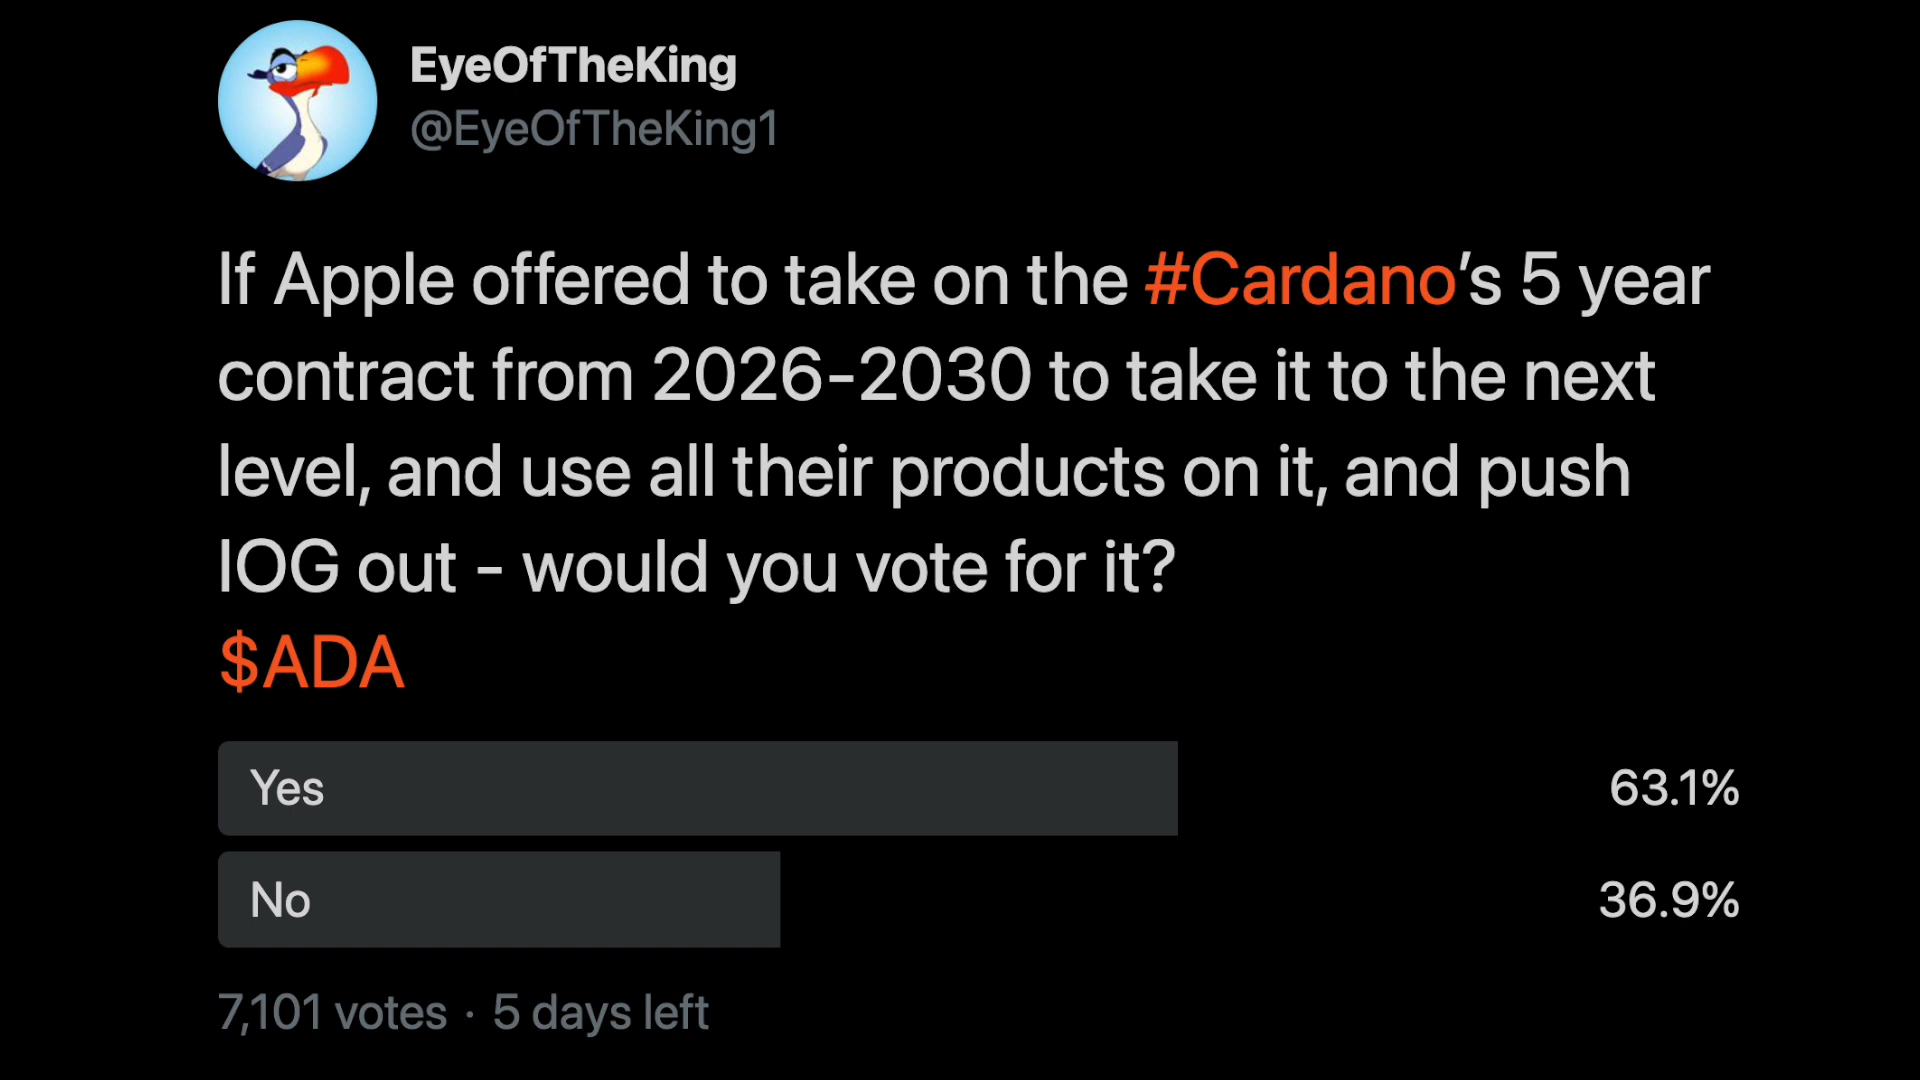 EyeOfTheKing
@EyeOfTheKing1
If Apple offered to take on the #Cardano’s 5 year
contract from 2026-2030 to take it to the next
level, and use all their products on it, and push
IOG out - would you vote for it?
$ADA
Yes 63.1%
No 36.9%
7,101 votes · 5 days left